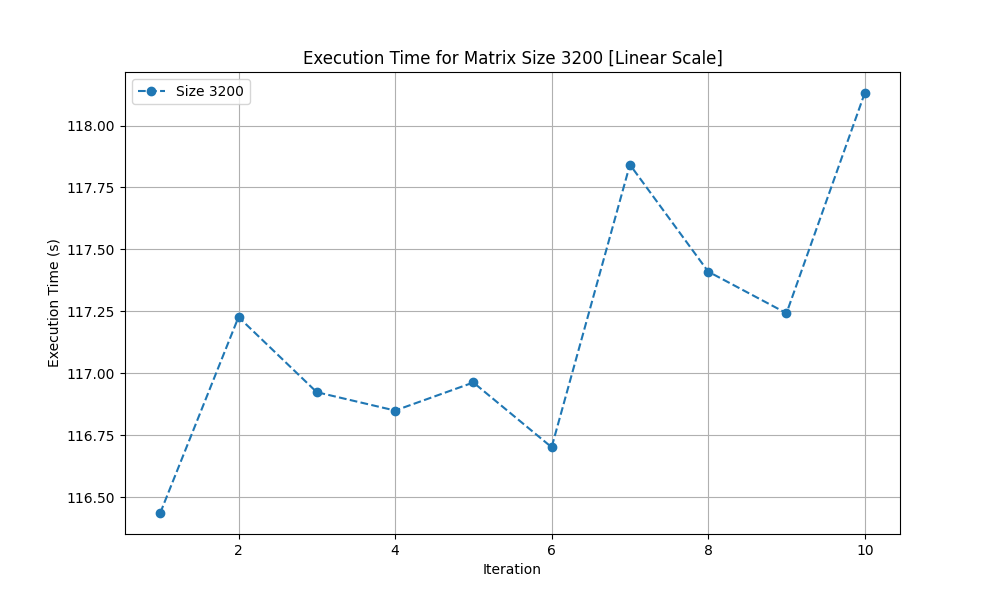 Execution Time for Matrix Size 3200 [Linear Scale]
Size 3200
118.00
117.75
117.50
117.25
117.00
116.75
116.50
Execution Time (s)
2 4 6 8 10
Iteration